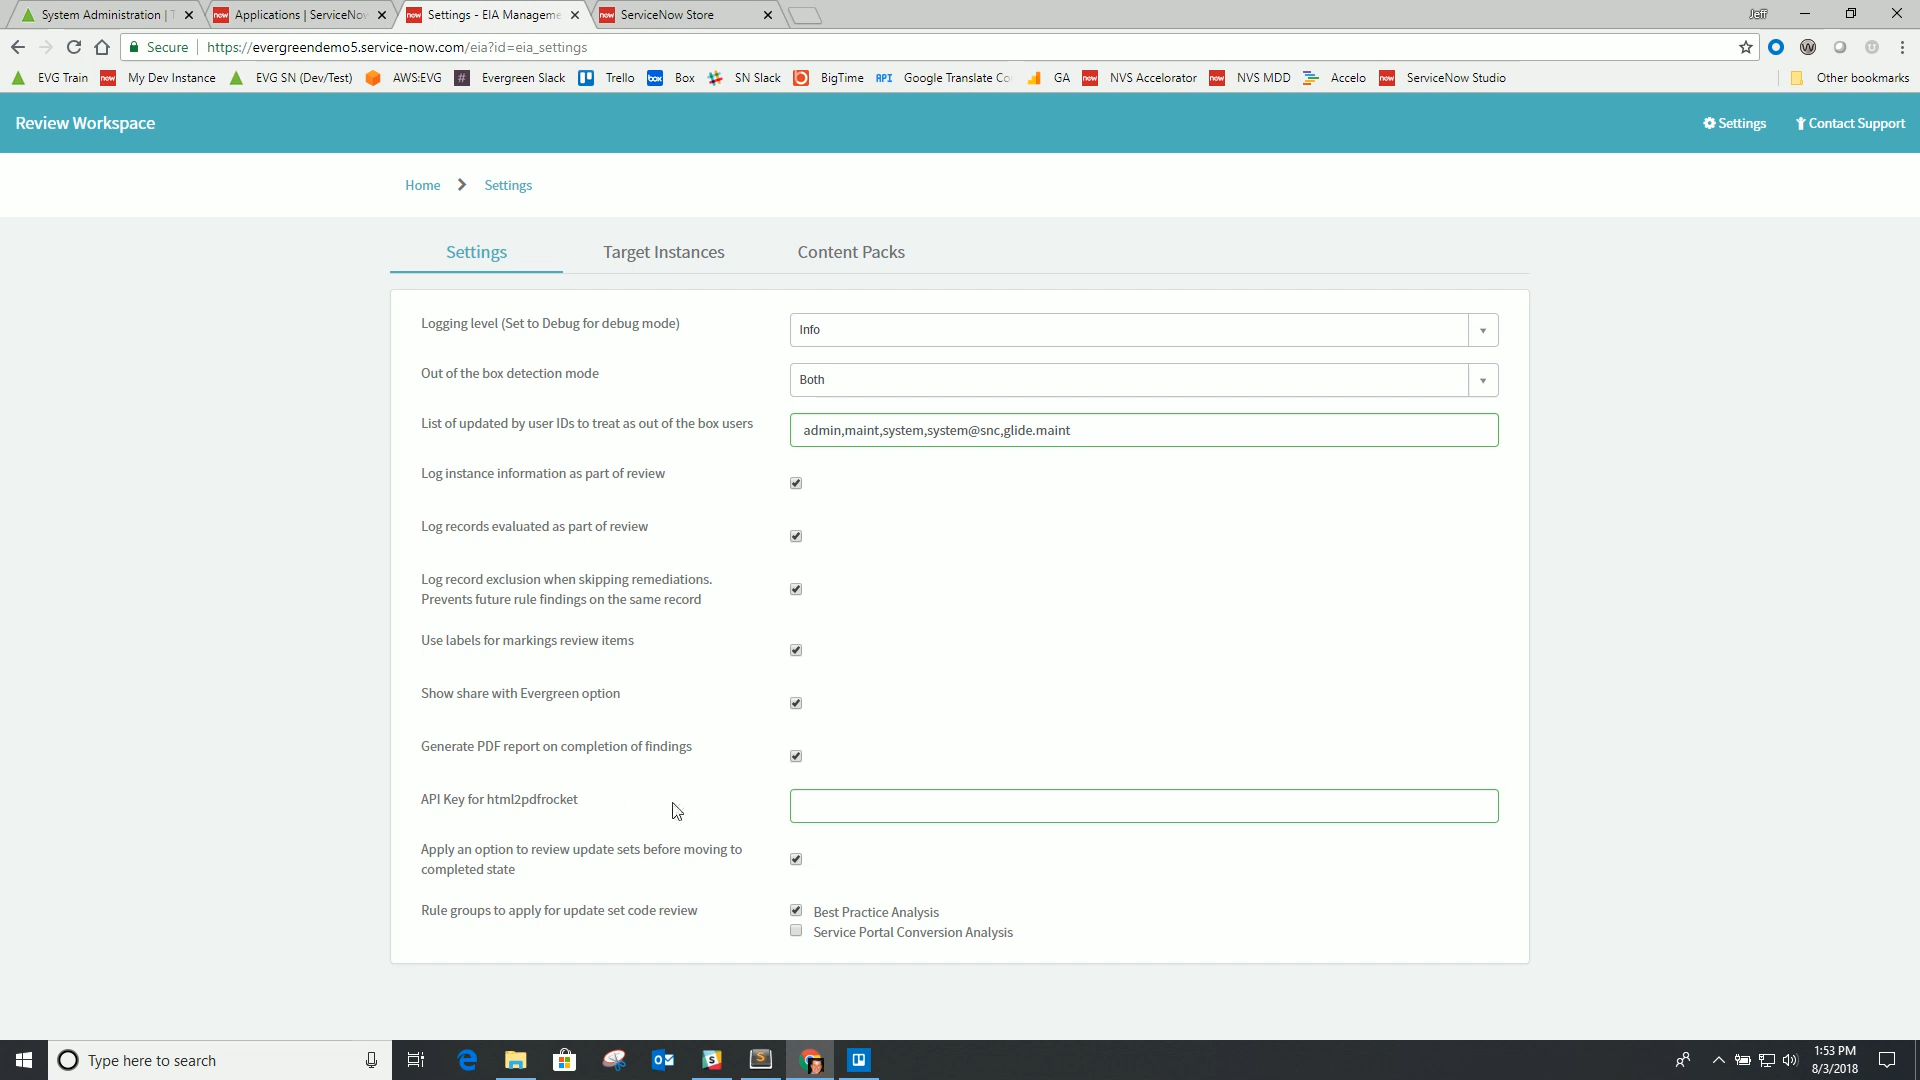 System Administration | T
Applications | ServiceNow
Settings - EIA Manageme
ServiceNow Store
Jeff
Secure
https://evergreendemo5.service-now.com/eia?id=eia_settings
EVG Train
My Dev Instance
EVG SN (Dev/Test)
AWS:EVG
Evergreen Slack
Trello
Box
SN Slack
BigTime
API
Google Translate Co
GA
NVS Accelerator
NVS MDD
Accelo
ServiceNow Studio
Other bookmarks
Review Workspace
Settings
Contact Support
Home
Settings
Settings
Target Instances
Content Packs
Logging level (Set to Debug for debug mode)
Info
Out of the box detection mode
Both
List of updated by user IDs to treat as out of the box users
admin,maint,system,system@snc,glide.maint
Log instance information as part of review
Log records evaluated as part of review
Log record exclusion when skipping remediations.
Prevents future rule findings on the same record
Use labels for markings review items
Show share with Evergreen option
Generate PDF report on completion of findings
API Key for html2pdfrocket
Apply an option to review update sets before moving to
completed state
Rule groups to apply for update set code review
Best Practice Analysis
Service Portal Conversion Analysis
Type here to search
1:53 PM
8/3/2018